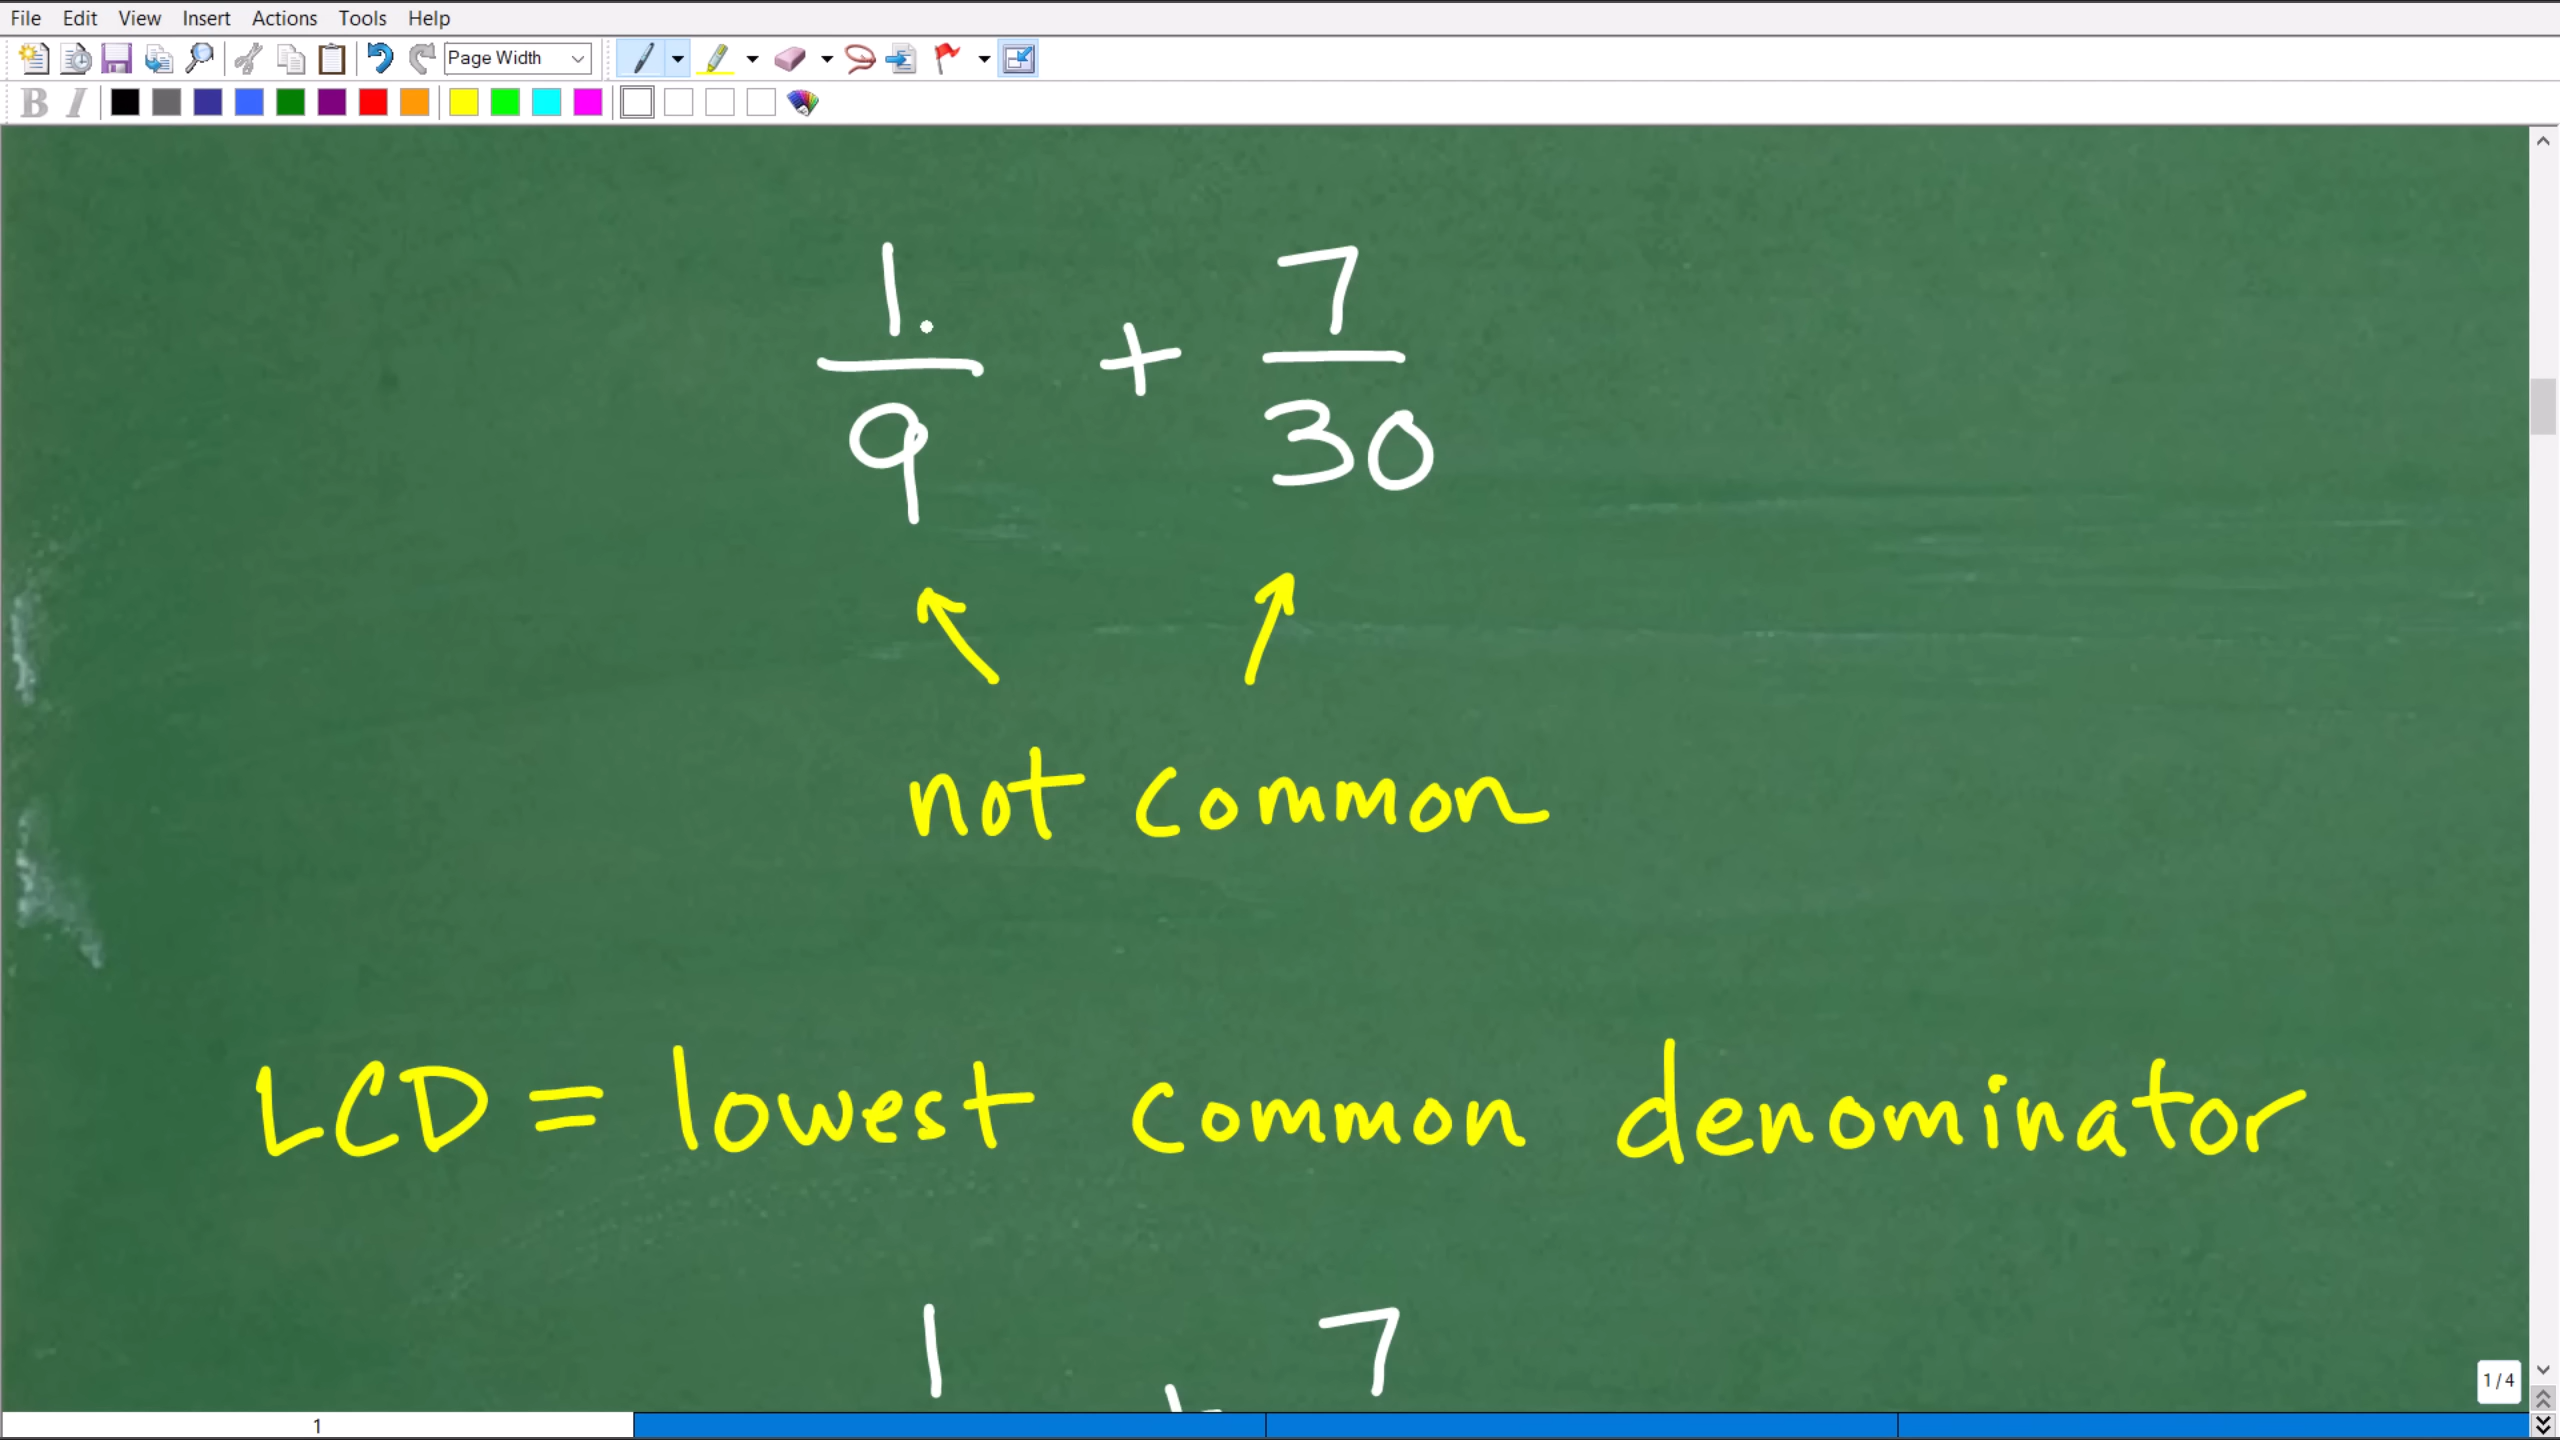 File Edit View Insert Actions Tools Help
Page Width
B I
1 7
+
9 30
not common
LCD = lowest common denominator
1 7
+
1 / 4
1